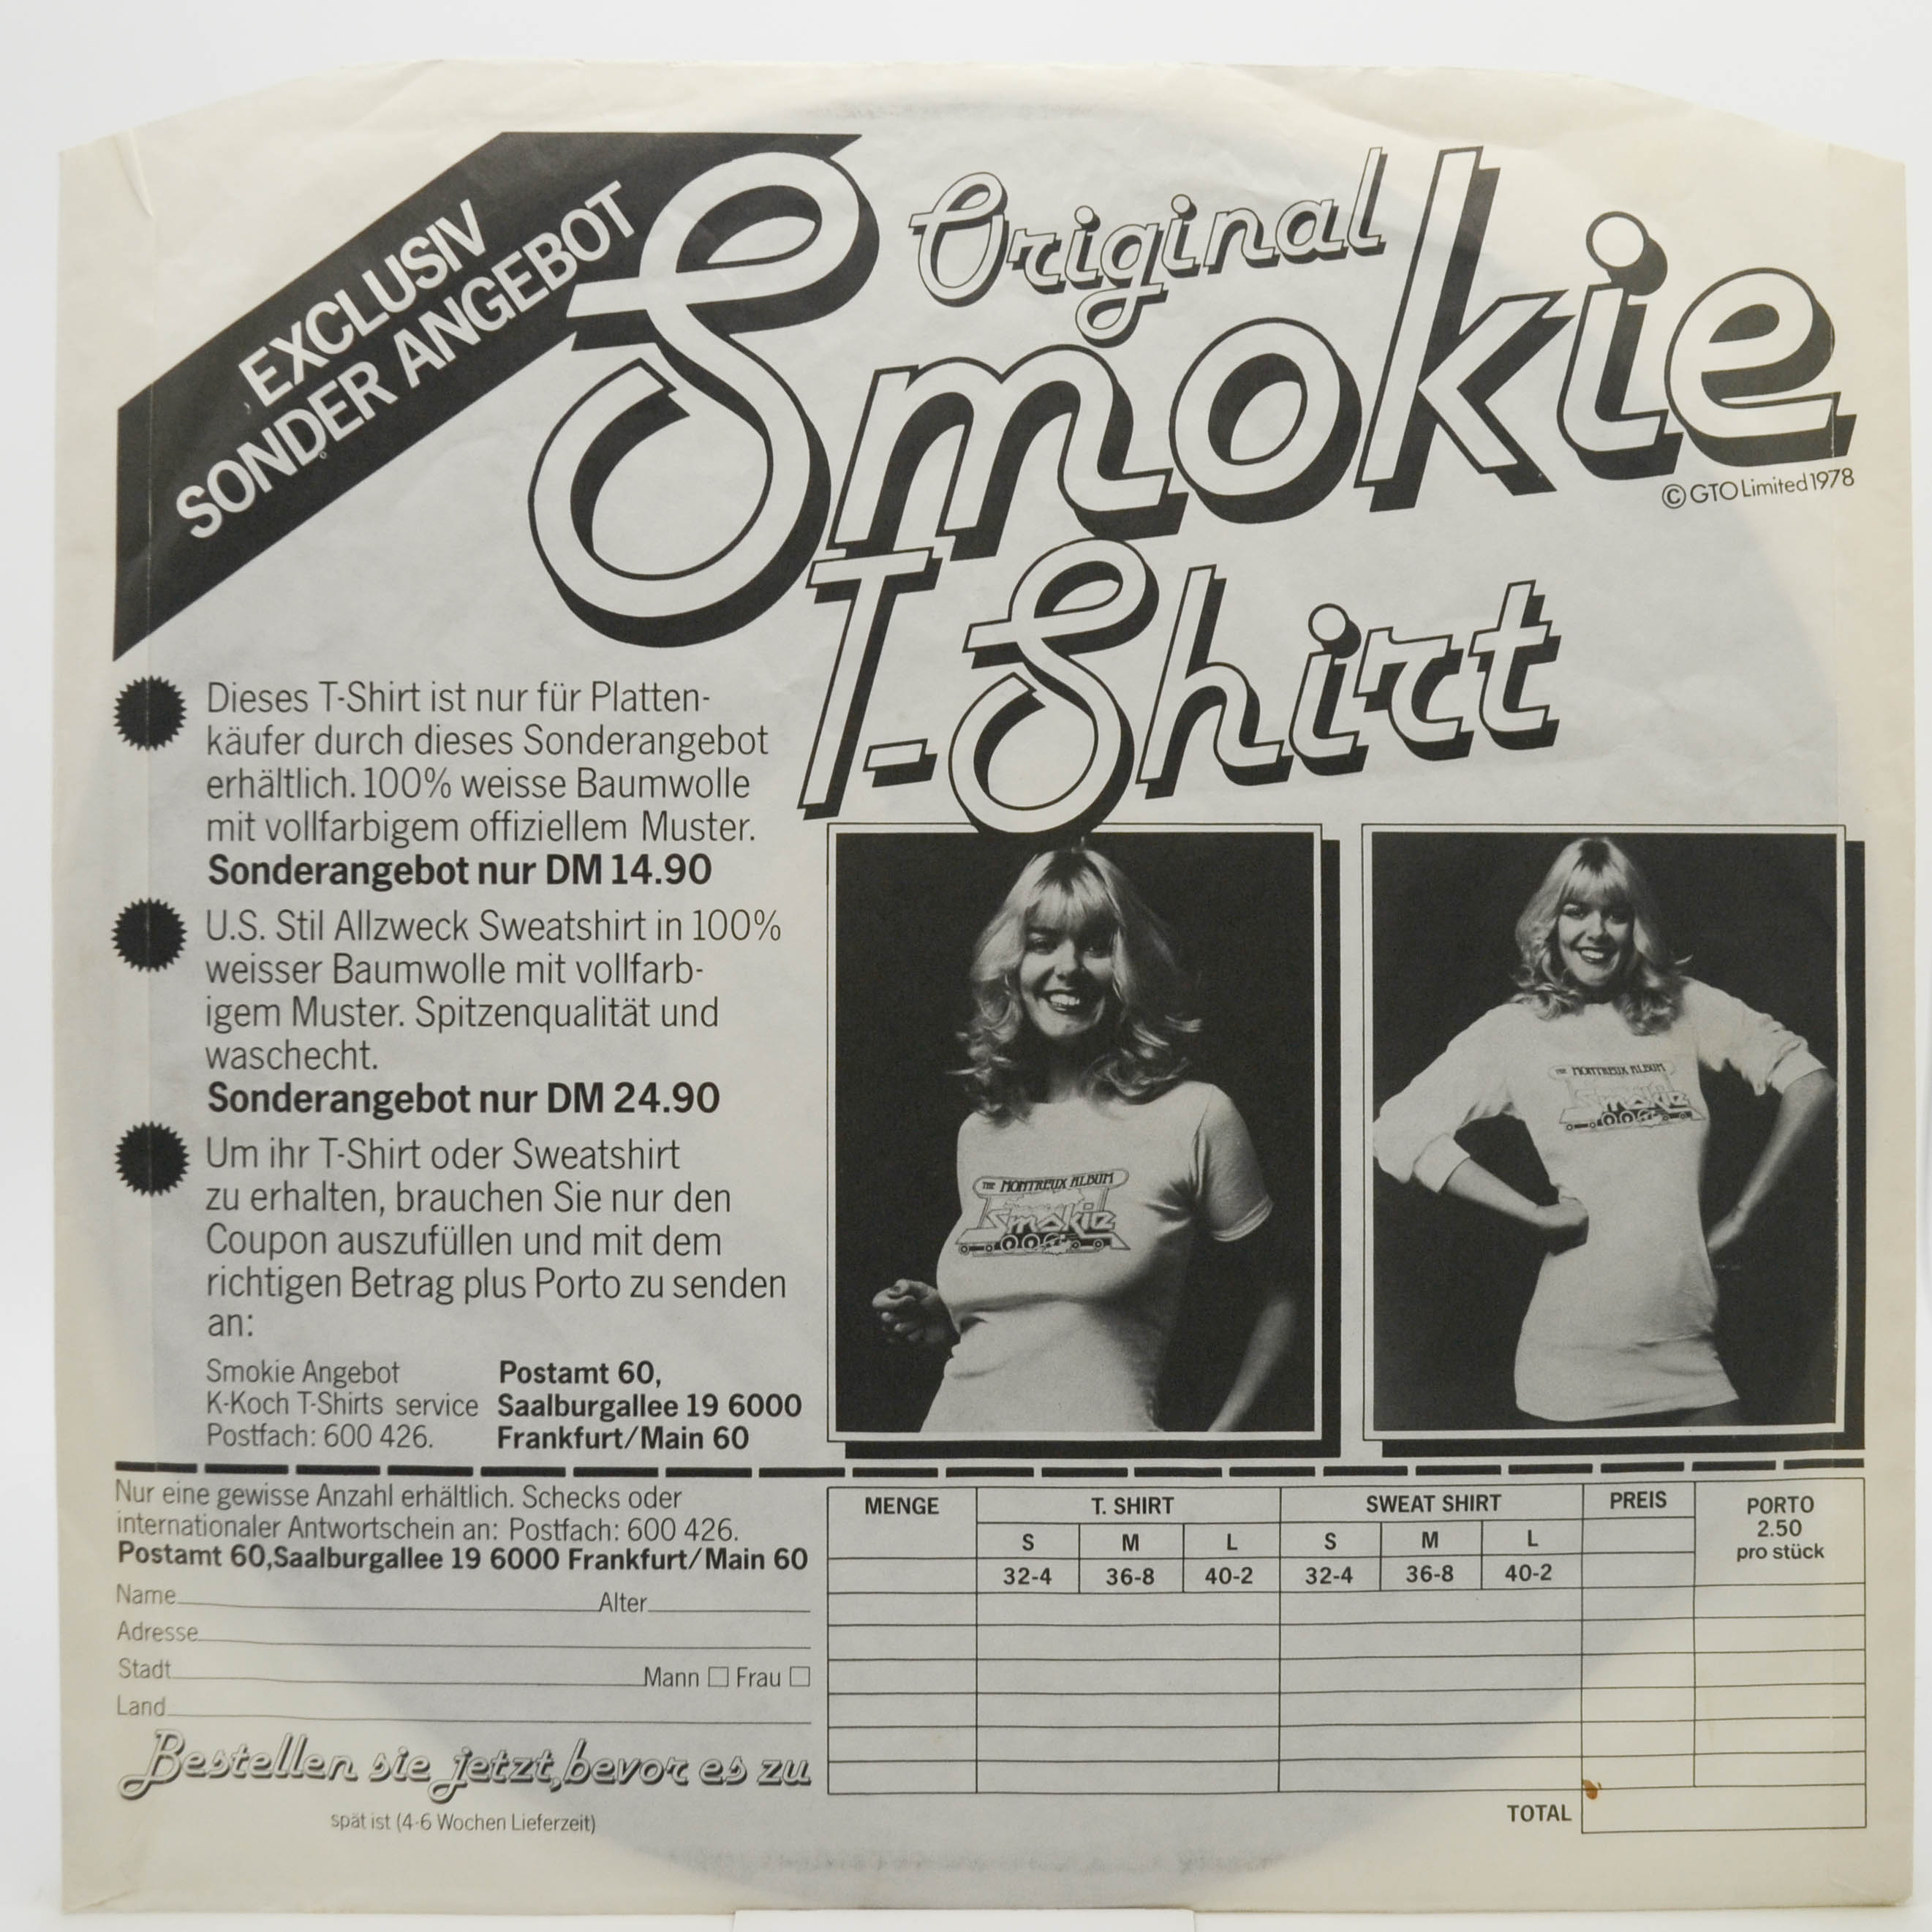 EXCLUSIV
SONDER ANGEBOT
Original
Smokie
© GTO Limited 1978
T-Shirt
Dieses T-Shirt ist nur für Platten-
käufer durch dieses Sonderangebot
erhältlich. 100% weisse Baumwolle
mit vollfarbigem offiziellem Muster.
Sonderangebot nur DM 14.90
U.S. Stil Allzweck Sweatshirt in 100%
weisser Baumwolle mit vollfarb-
igem Muster. Spitzenqualität und
waschecht.
Sonderangebot nur DM 24.90
Um ihr T-Shirt oder Sweatshirt
zu erhalten, brauchen Sie nur den
Coupon auszufüllen und mit dem
richtigen Betrag plus Porto zu senden
an:
Smokie Angebot
K-Koch T-Shirts service
Postfach: 600 426.
Postamt 60,
Saalburgallee 19 6000
Frankfurt/Main 60
THE MONTREUX ALBUM
Smokie
THE MONTREUX ALBUM
Smokie
Nur eine gewisse Anzahl erhältlich. Schecks oder
internationaler Antwortschein an: Postfach: 600 426.
Postamt 60,Saalburgallee 19 6000 Frankfurt/Main 60
Name Alter
Adresse
Stadt Mann Frau
Land
Bestellen sie jetzt, bevor es zu
spät ist (4-6 Wochen Lieferzeit)
MENGE T. SHIRT SWEAT SHIRT PREIS PORTO
2.50
pro stück
S M L S M L
32-4 36-8 40-2 32-4 36-8 40-2
TOTAL